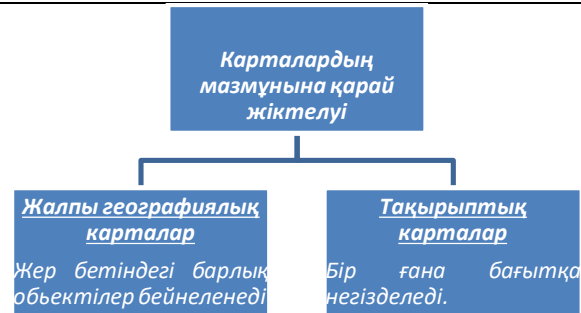 Карталардың
мазмұнына қарай
жіктелуі
Жалпы географиялық
карталар
Жер бетіндегі барлық
обьектілер бейнеленеді
Тақырыптық
карталар
Бір ғана бағытқа
негізделеді.